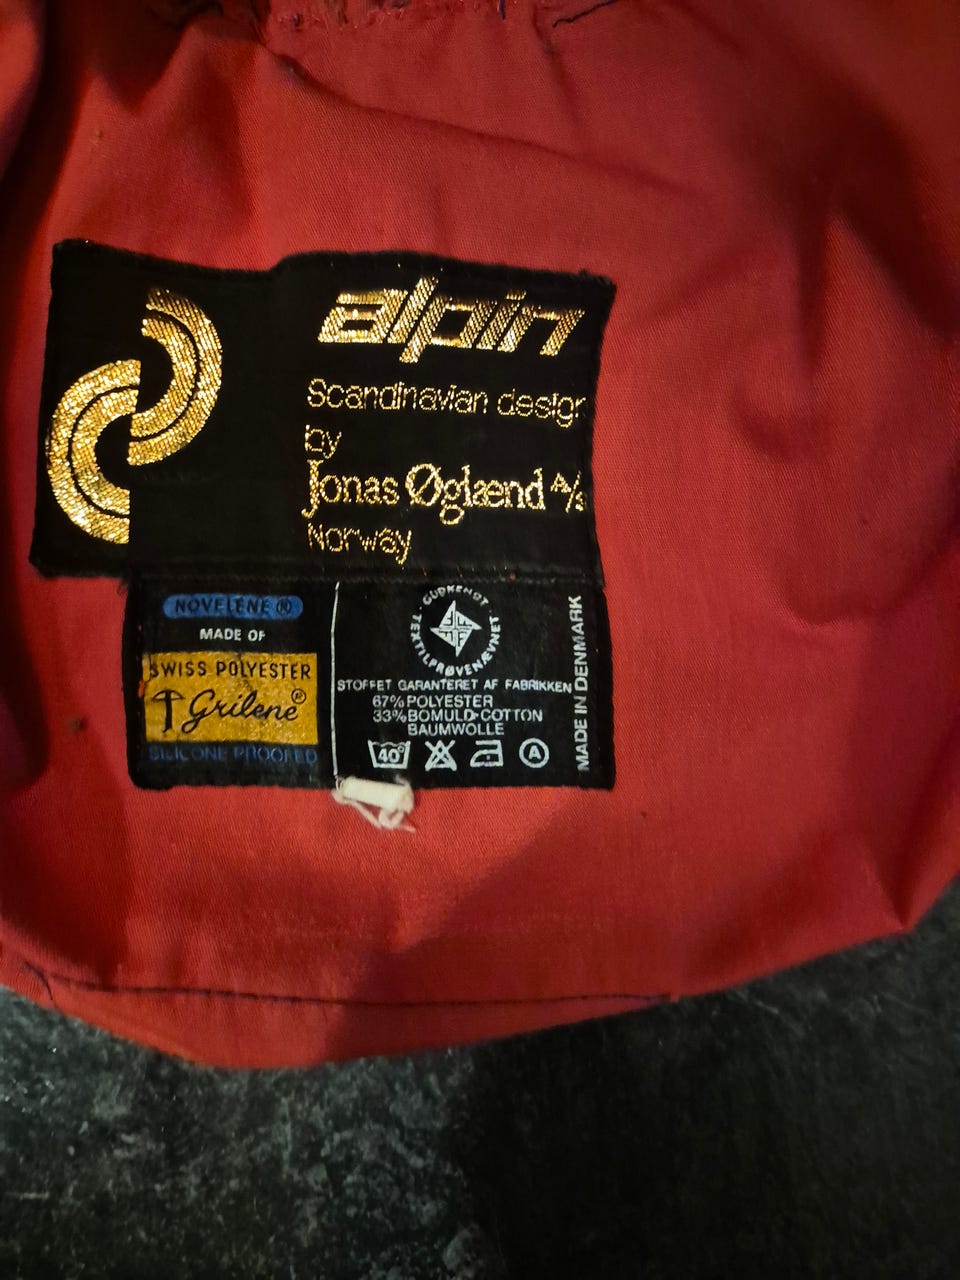 alpin
Scandinavian design
by
Jonas Øglænd A/S
Norway
NOVELENE ®
MADE OF
SWISS POLYESTER
Grilene®
SILICONE PROOFED
GODKENDT · TEKTILPRØVENÆVNET ·
STOFFET GARANTERET AF FABRIKKEN
67% POLYESTER
33% BOMULD-COTTON
BAUMWOLLE
40°
A
MADE IN DENMARK